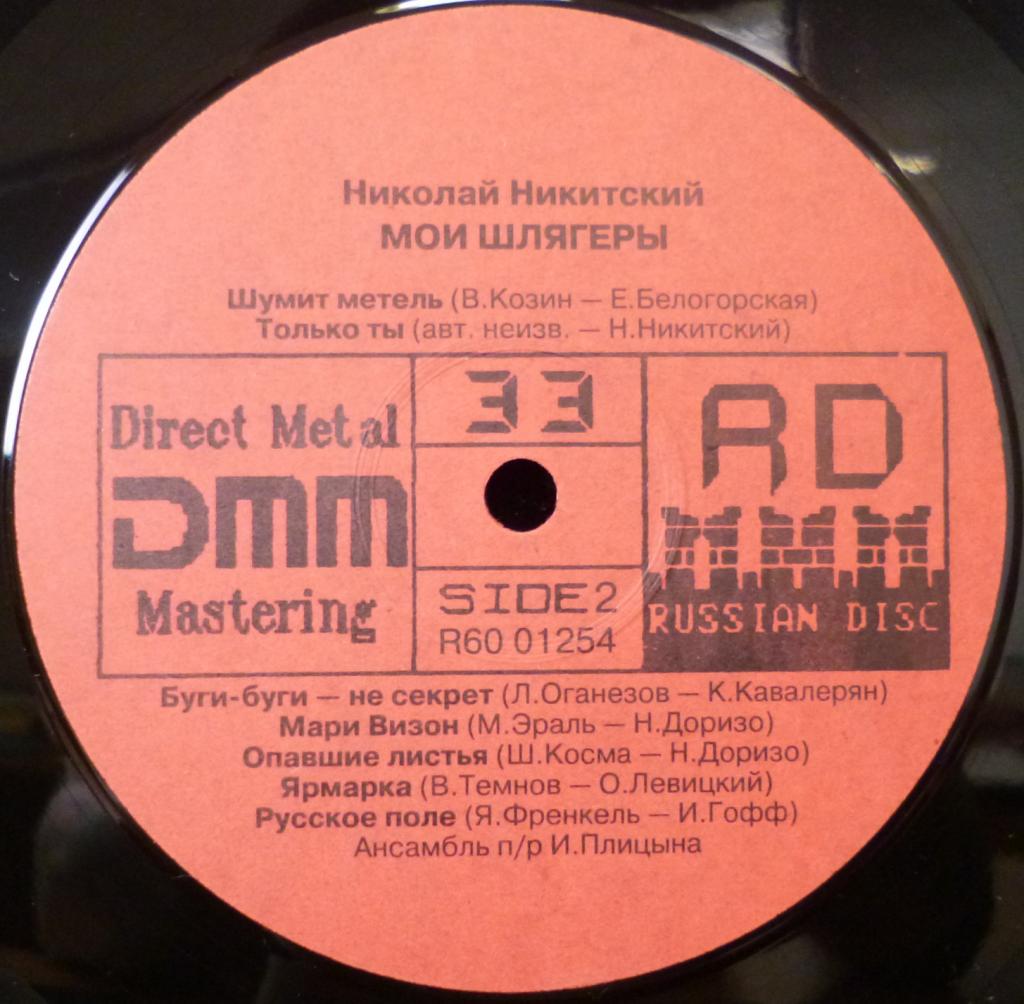 Николай Никитский
МОИ ШЛЯГЕРЫ
Шумит метель (В.Козин — Е.Белогорская)
Только ты (авт. неизв. — Н.Никитский)
Direct Metal
DMM
Mastering
33
SIDE 2
R60 01254
RD
RUSSIAN DISC
Буги-буги — не секрет (Л.Оганезов — К.Кавалерян)
Мари Визон (М.Эраль — Н.Доризо)
Опавшие листья (Ш.Косма — Н.Доризо)
Ярмарка (В.Темнов — О.Левицкий)
Русское поле (Я.Френкель — И.Гофф)
Ансамбль п/р И.Плицына